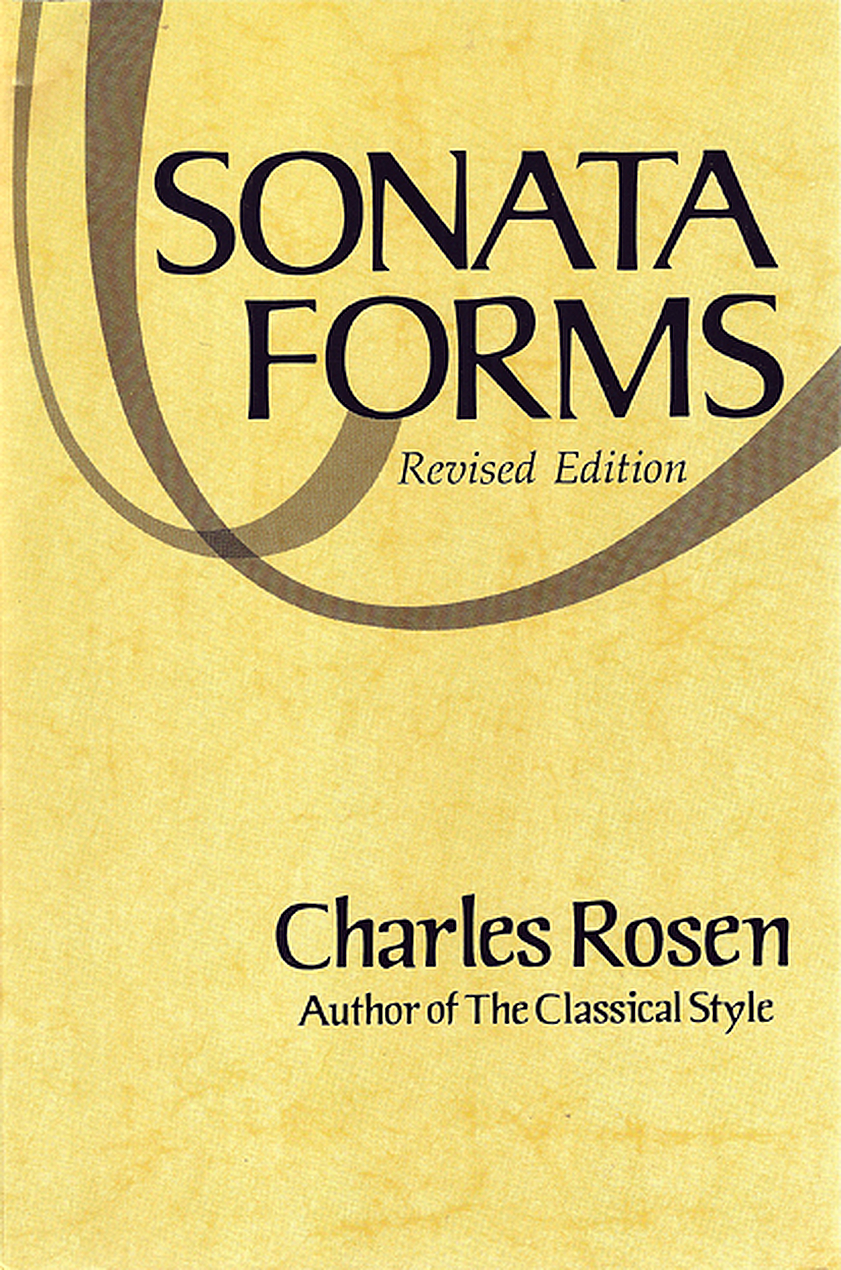 SONATA
FORMS
Revised Edition
Charles Rosen
Author of The Classical Style